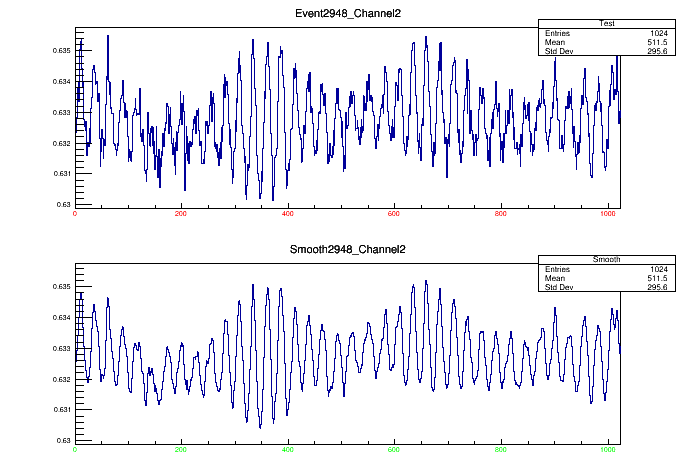 Event2948_Channel2
Test
Entries 1024
Mean 511.5
Std Dev 295.6
0.635
0.634
0.633
0.632
0.631
0.63
0 200 400 600 800 1000
Smooth2948_Channel2
Smooth
Entries 1024
Mean 511.5
Std Dev 295.6
0.635
0.634
0.633
0.632
0.631
0.63
0 200 400 600 800 1000